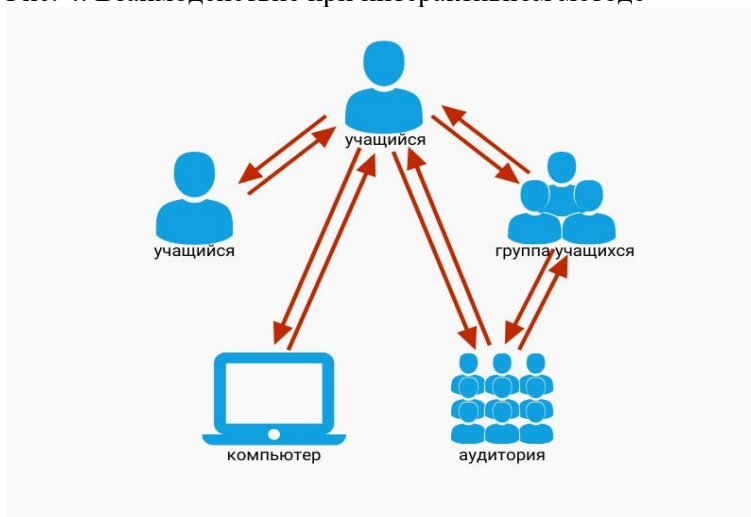 учащийся
учащийся
группа учащихся
компьютер
аудитория